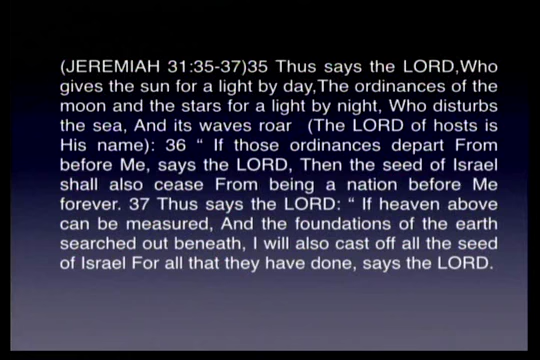 (JEREMIAH 31:35-37)35 Thus says the LORD,Who
gives the sun for a light by day,The ordinances of the
moon and the stars for a light by night, Who disturbs
the sea, And its waves roar (The LORD of hosts is
His name): 36 “ If those ordinances depart From
before Me, says the LORD, Then the seed of Israel
shall also cease From being a nation before Me
forever. 37 Thus says the LORD: “ If heaven above
can be measured, And the foundations of the earth
searched out beneath, I will also cast off all the seed
of Israel For all that they have done, says the LORD.